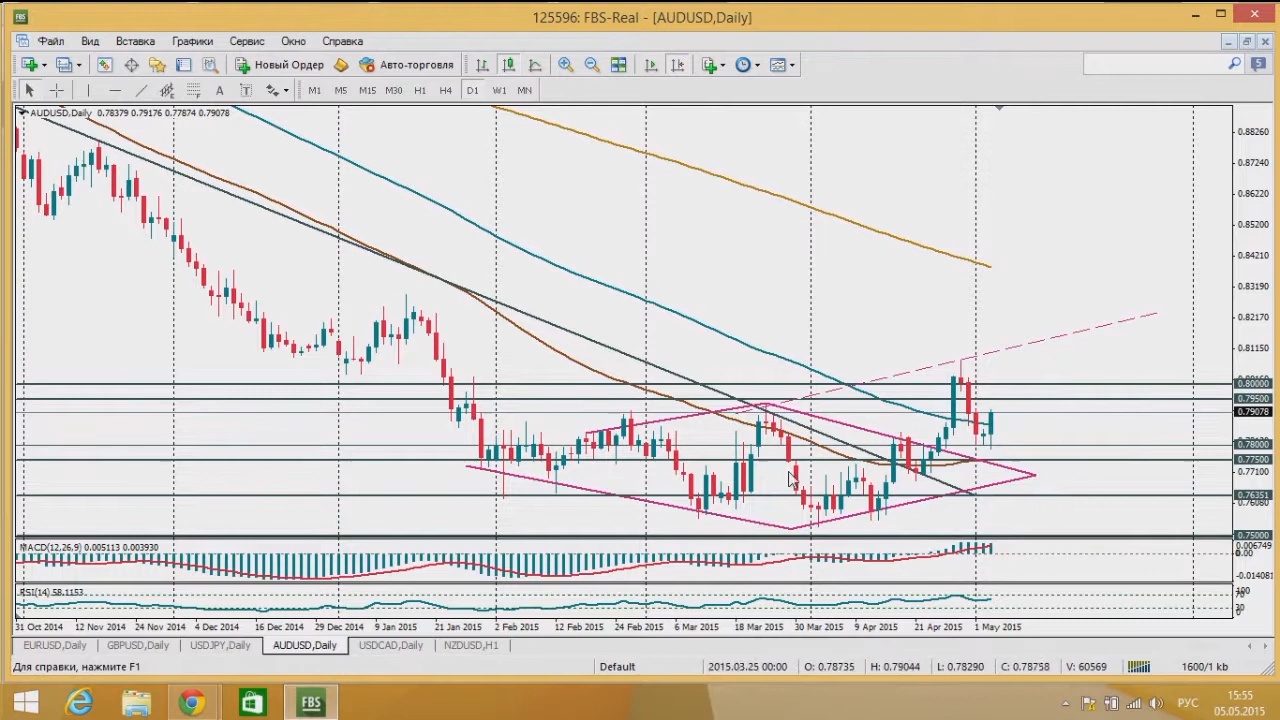 125596: FBS-Real - [AUDUSD,Daily]
Файл Вид Вставка Графики Сервис Окно Справка
Новый Ордер Авто-торговля 5
A T M1 M5 M15 M30 H1 H4 D1 W1 MN
AUDUSD,Daily 0.78379 0.79176 0.77874 0.79078
0.88260
0.87240
0.86220
0.85200
0.84210
0.83190
0.82170
0.81150
0.80000
0.79500
0.79078
0.78000
0.77500
0.77100
0.76351
0.76080
0.75000
MACD(12,26,9) 0.005113 0.003930
0.006749
0.00
-0.014081
RSI(14) 58.1153
100
70
30
0
31 Oct 2014 12 Nov 2014 24 Nov 2014 4 Dec 2014 16 Dec 2014 29 Dec 2014 9 Jan 2015 21 Jan 2015 2 Feb 2015 12 Feb 2015 24 Feb 2015 6 Mar 2015 18 Mar 2015 30 Mar 2015 9 Apr 2015 21 Apr 2015 1 May 2015
EURUSD,Daily GBPUSD,Daily USDJPY,Daily AUDUSD,Daily USDCAD,Daily NZDUSD,H1
Для справки, нажмите F1 Default 2015.03.25 00:00 O: 0.78735 H: 0.79044 L: 0.78290 C: 0.78758 V: 60569 1600/1 kb
FBS РУС 15:55
05.05.2015